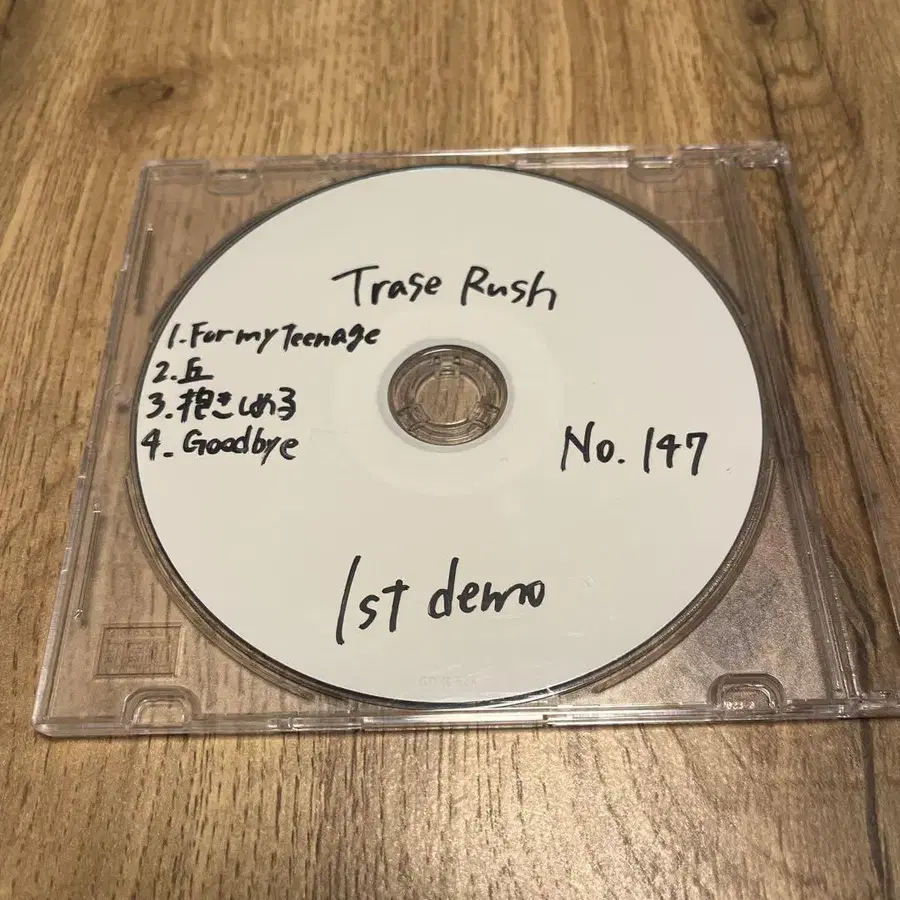 Trase Rush
1. For my Teenage
2. 丘
3. 抱きしめる
4. Goodbye
No. 147
1st demo